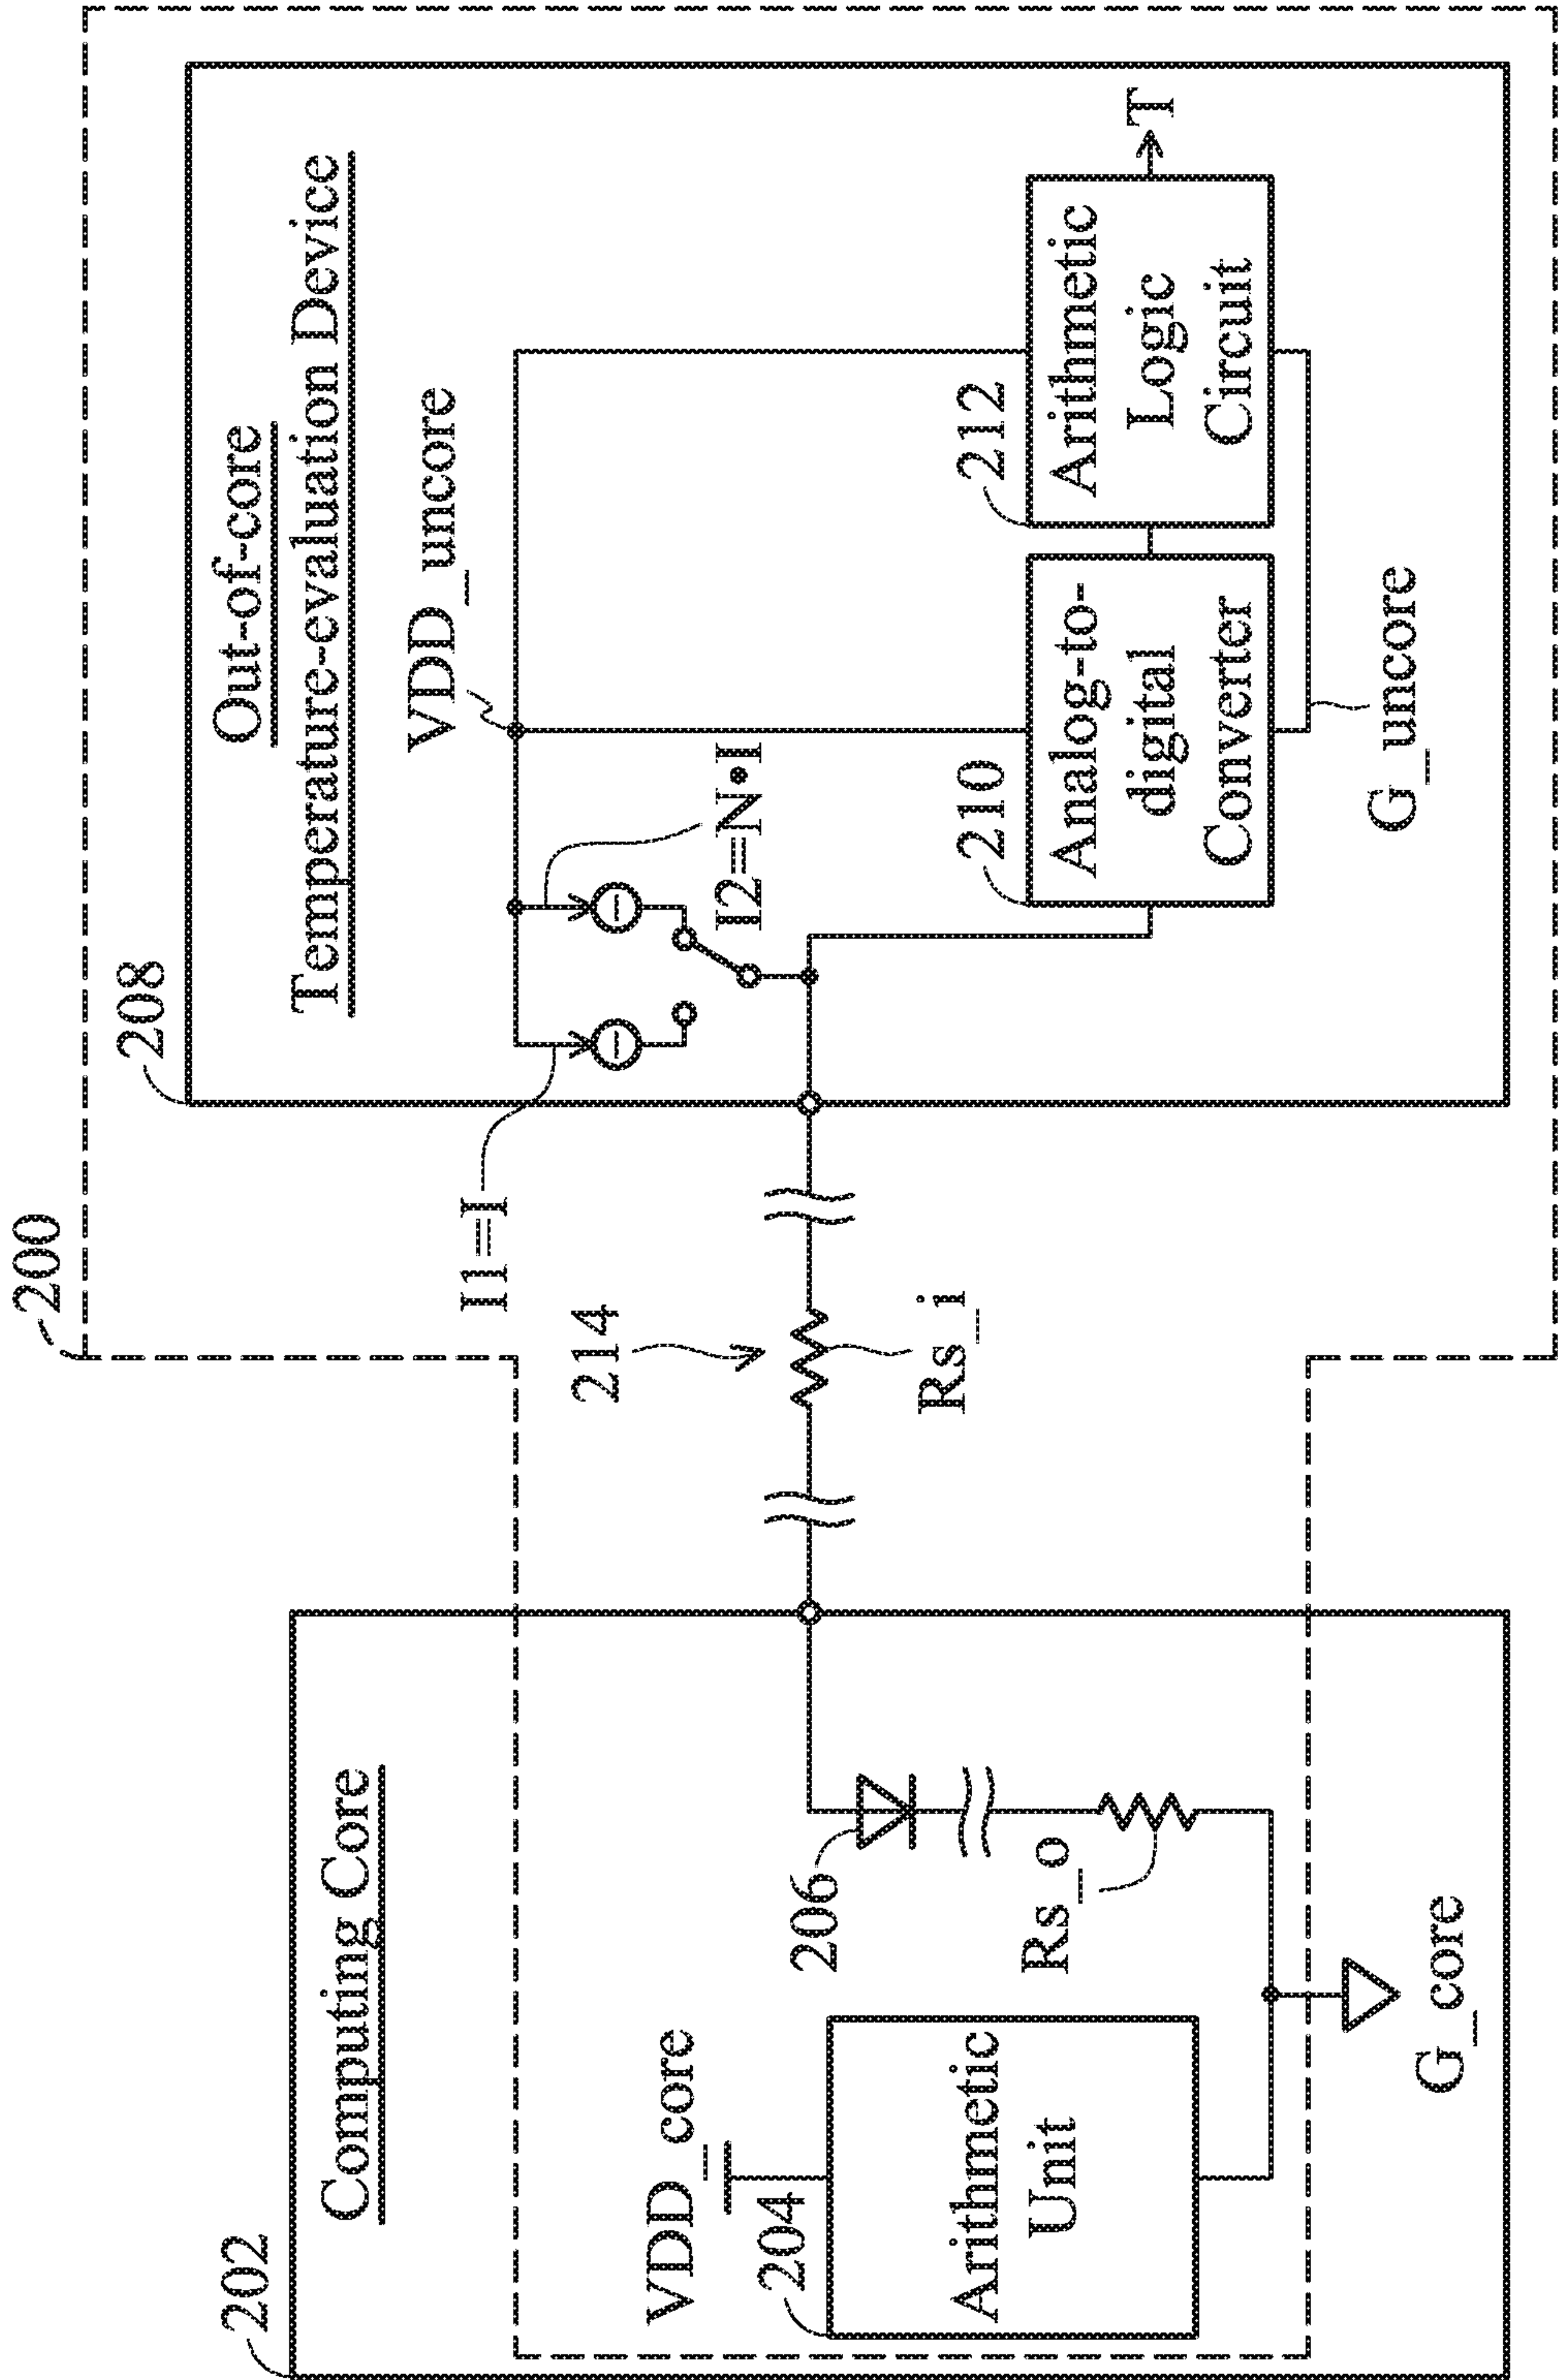 200
202
Computing Core
VDD_core
204
Arithmetic
Unit
206
Rs_o
G_core
214
Rs_i
208
Out-of-core
Temperature-evaluation Device
VDD_uncore
I1=I
I2=N•I
210
Analog-to-
digital
Converter
212
Arithmetic
Logic
Circuit
T
G_uncore